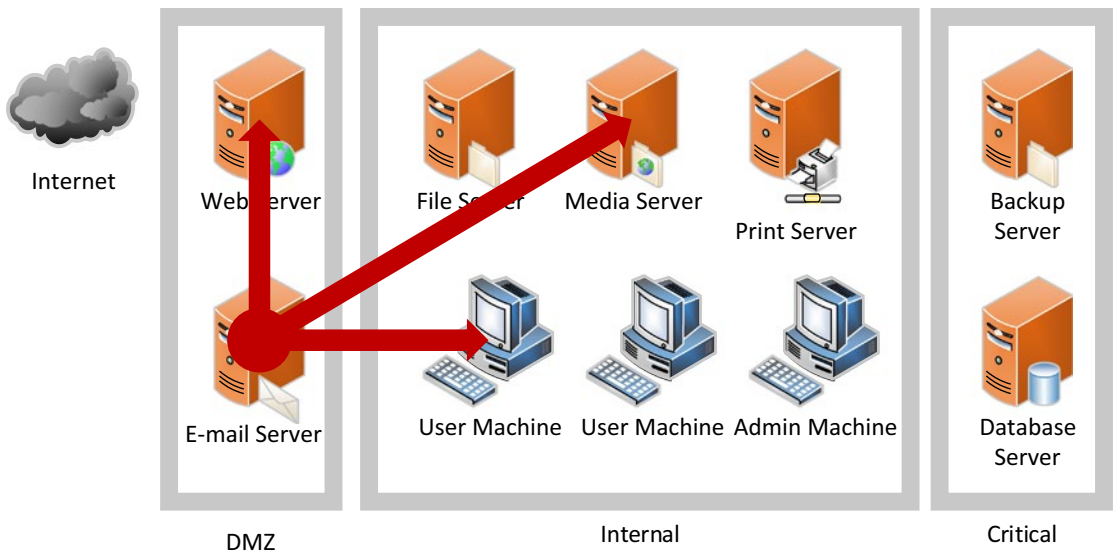 Internet
Web Server
File Server
Media Server
Print Server
Backup
Server
E-mail Server
User Machine
User Machine
Admin Machine
Database
Server
DMZ
Internal
Critical